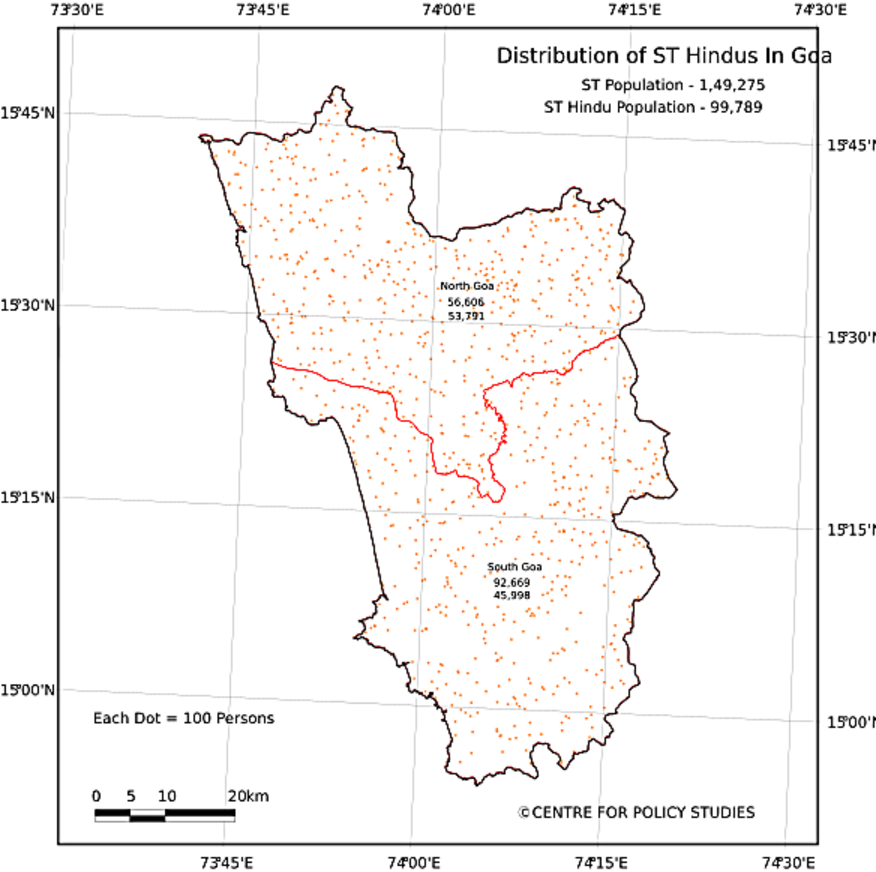 73°30'E 73°45'E 74°00'E 74°15'E 74°30'E
Distribution of ST Hindus In Goa
ST Population - 1,49,275
ST Hindu Population - 99,789
15°45'N
15°45'N
North Goa
56,606
53,791
15°30'N
15°30'N
15°15'N
15°15'N
South Goa
92,669
45,998
15°00'N
15°00'N
Each Dot = 100 Persons
0 5 10 20km
©CENTRE FOR POLICY STUDIES
73°45'E 74°00'E 74°15'E 74°30'E